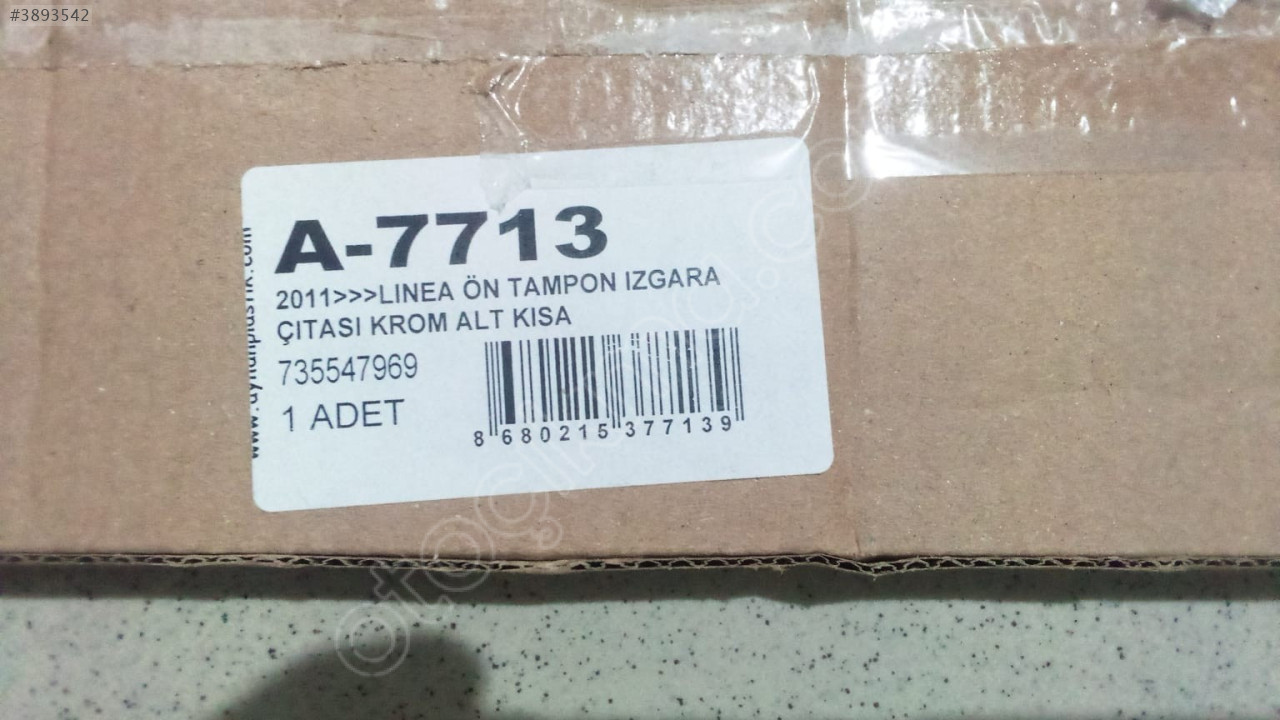 #3893542
A-7713
2011>>>LINEA ÖN TAMPON IZGARA
ÇITASI KROM ALT KISA
735547969
1 ADET
8 680215 377139